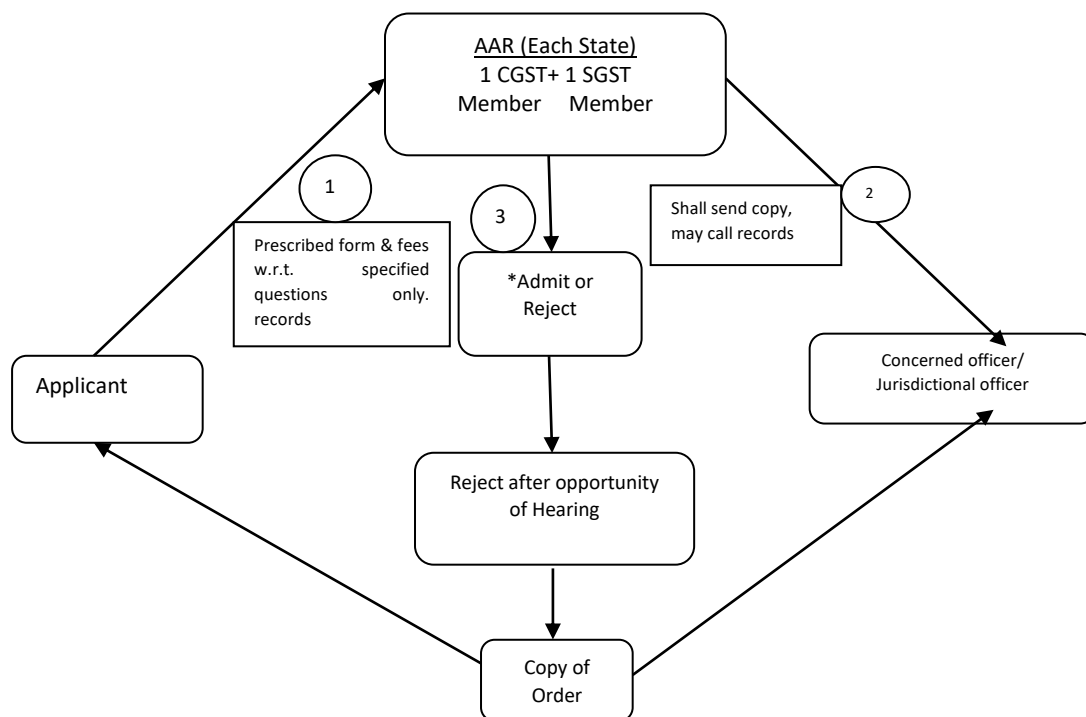 AAR (Each State)
1 CGST+ 1 SGST
Member Member
1
Prescribed form & fees
w.r.t. specified
questions only.
records
3
*Admit or
Reject
Shall send copy,
may call records
2
Applicant
Concerned officer/
Jurisdictional officer
Reject after opportunity
of Hearing
Copy of
Order